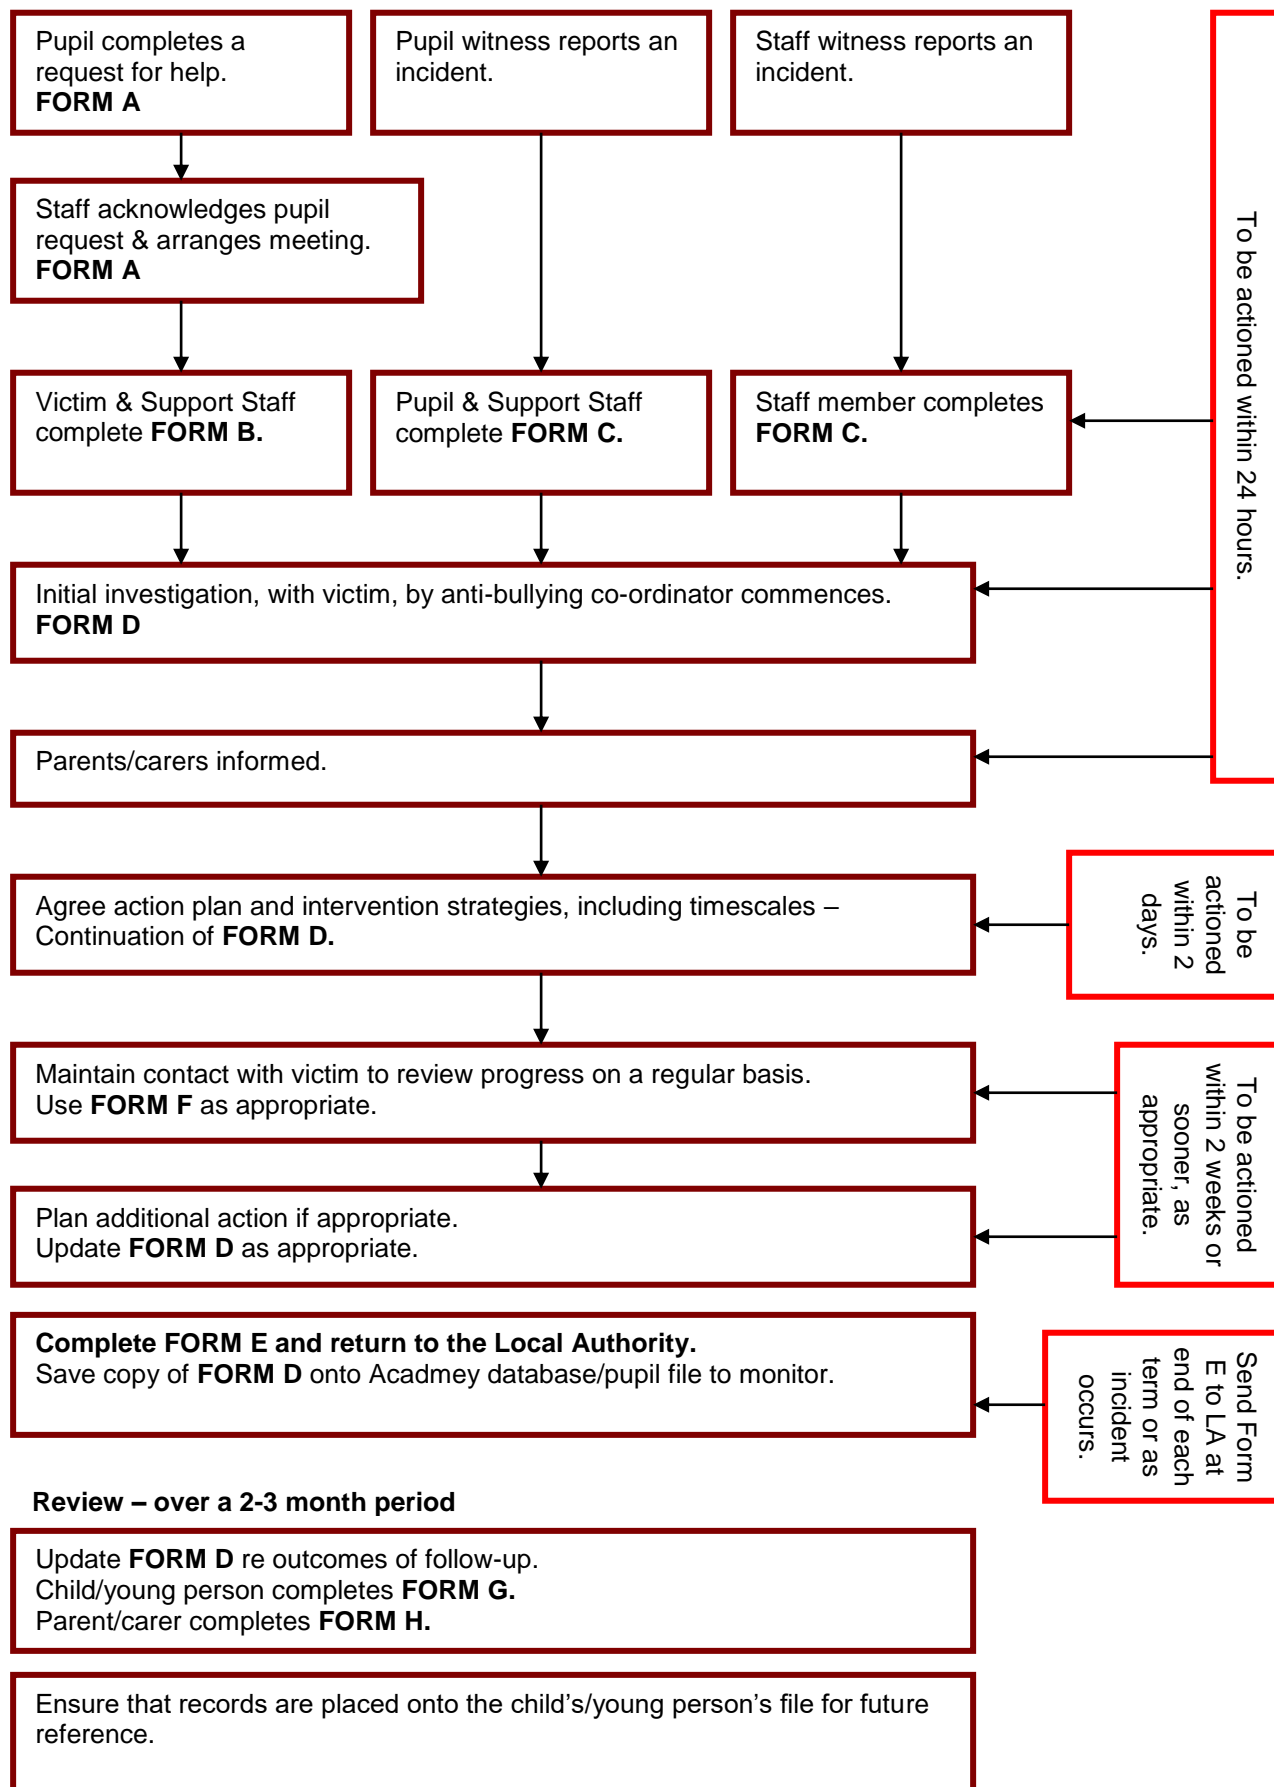 Pupil completes a
request for help.
FORM A
Pupil witness reports an
incident.
Staff witness reports an
incident.
To be actioned within 24 hours.
Staff acknowledges pupil
request & arranges meeting.
FORM A
Victim & Support Staff
complete FORM B.
Pupil & Support Staff
complete FORM C.
Staff member completes
FORM C.
Initial investigation, with victim, by anti-bullying co-ordinator commences.
FORM D
Parents/carers informed.
Agree action plan and intervention strategies, including timescales –
Continuation of FORM D.
To be
actioned
within 2
days.
Maintain contact with victim to review progress on a regular basis.
Use FORM F as appropriate.
To be actioned
within 2 weeks or
sooner, as
appropriate.
Plan additional action if appropriate.
Update FORM D as appropriate.
Complete FORM E and return to the Local Authority.
Save copy of FORM D onto Acadmey database/pupil file to monitor.
Send Form
E to LA at
end of each
term or as
incident
occurs.
Review – over a 2-3 month period
Update FORM D re outcomes of follow-up.
Child/young person completes FORM G.
Parent/carer completes FORM H.
Ensure that records are placed onto the child's/young person's file for future
reference.